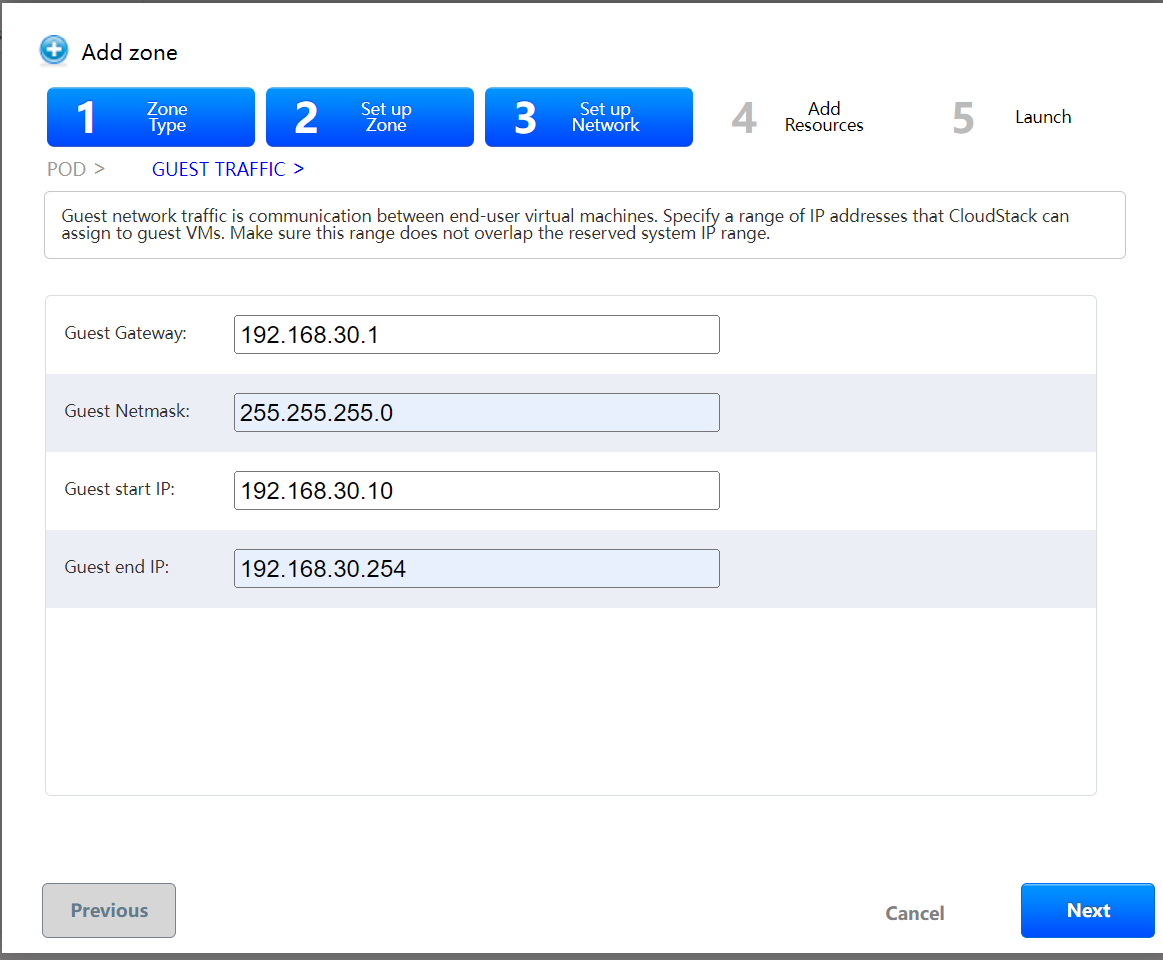 Add zone
1 Zone Type
2 Set up Zone
3 Set up Network
4 Add Resources
5 Launch
POD > GUEST TRAFFIC >
Guest network traffic is communication between end-user virtual machines. Specify a range of IP addresses that CloudStack can
assign to guest VMs. Make sure this range does not overlap the reserved system IP range.
Guest Gateway: 192.168.30.1
Guest Netmask: 255.255.255.0
Guest start IP: 192.168.30.10
Guest end IP: 192.168.30.254
Previous Cancel Next